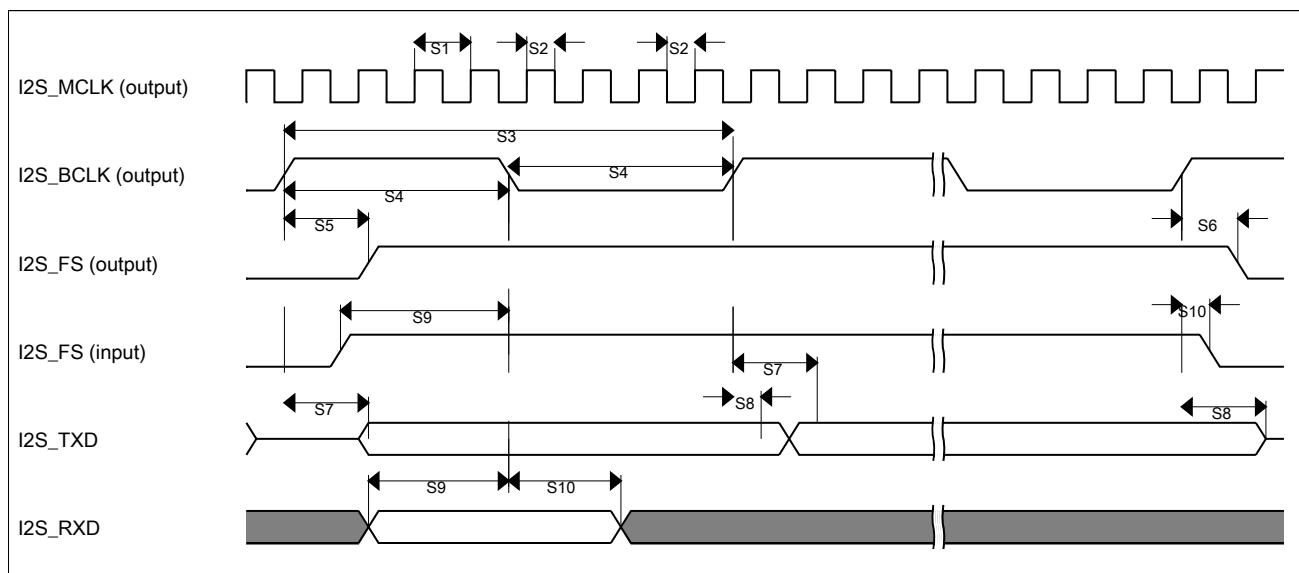 S1 S2 S2
I2S_MCLK (output)
S3
I2S_BCLK (output)
S4
S4
S5 S6
I2S_FS (output)
S9 S10
I2S_FS (input)
S7
S7 S8 S8
I2S_TXD
S9 S10
I2S_RXD